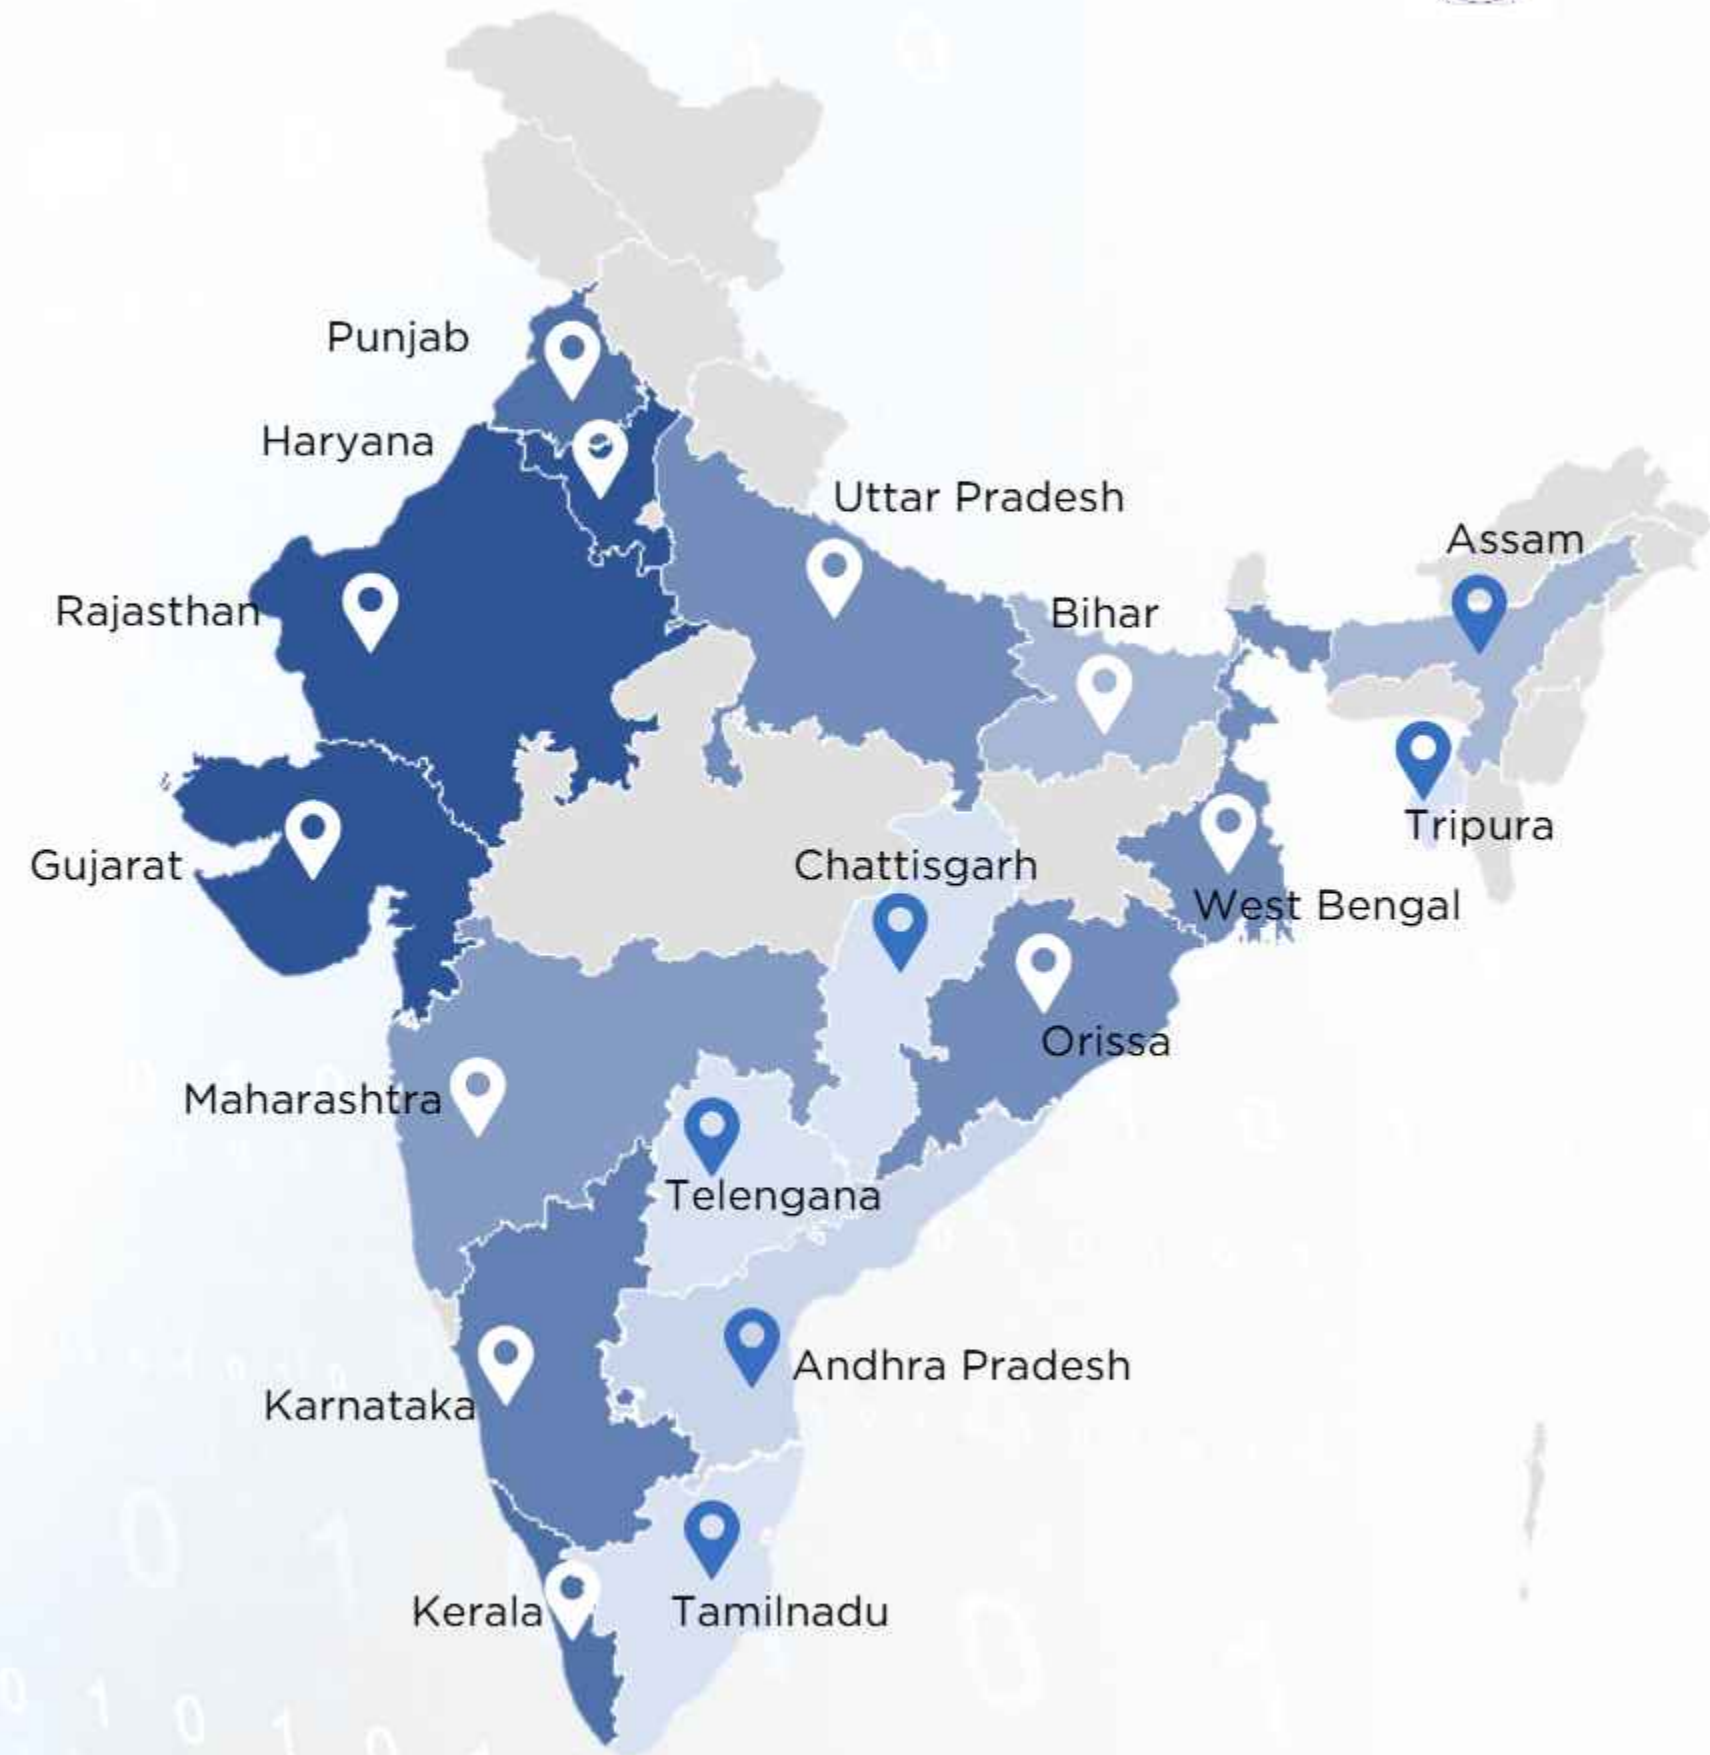 Punjab
Haryana
Uttar Pradesh
Assam
Rajasthan
Bihar
Tripura
Gujarat
Chattisgarh
West Bengal
Orissa
Maharashtra
Telengana
Andhra Pradesh
Karnataka
Kerala
Tamilnadu